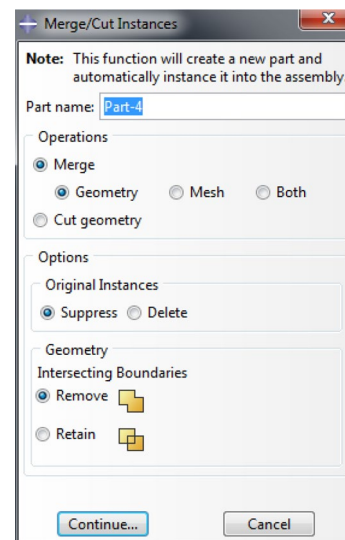 Merge/Cut Instances
Note: This function will create a new part and
automatically instance it into the assembly.
Part name: Part-4
Operations
Merge
Geometry Mesh Both
Cut geometry
Options
Original Instances
Suppress Delete
Geometry
Intersecting Boundaries
Remove
Retain
Continue... Cancel